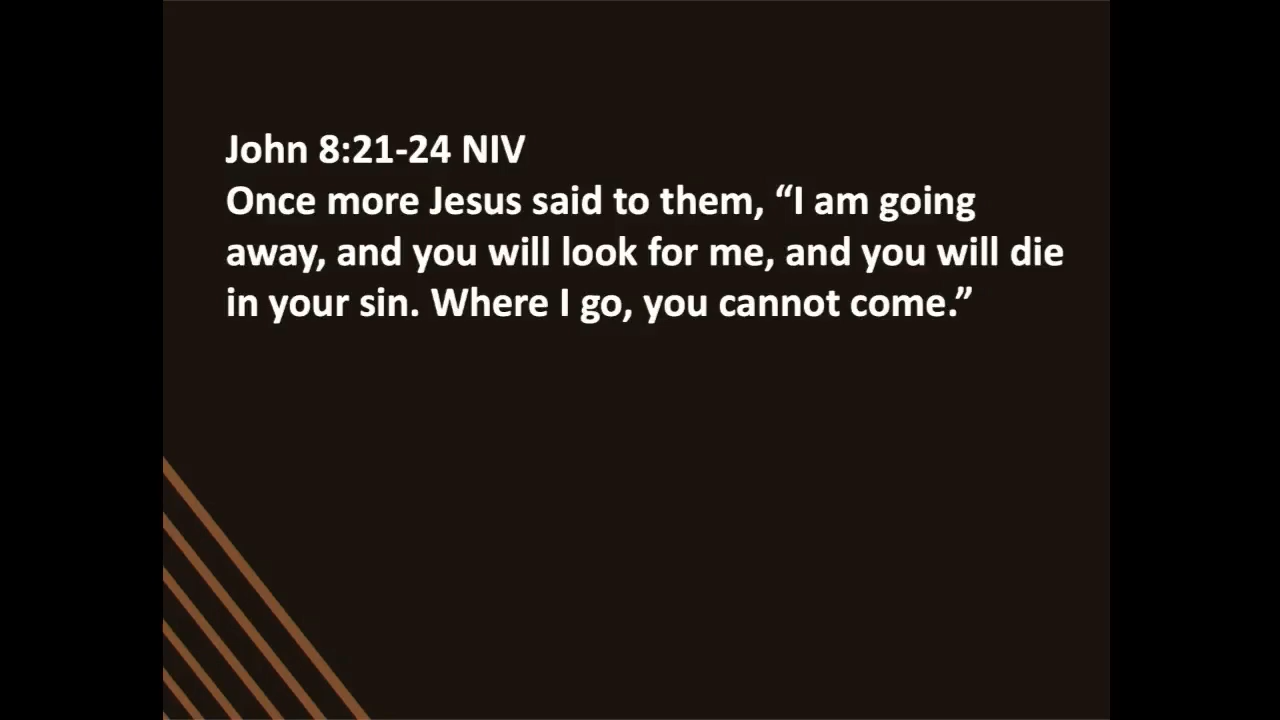 John 8:21-24 NIV
Once more Jesus said to them, “I am going
away, and you will look for me, and you will die
in your sin. Where I go, you cannot come.”